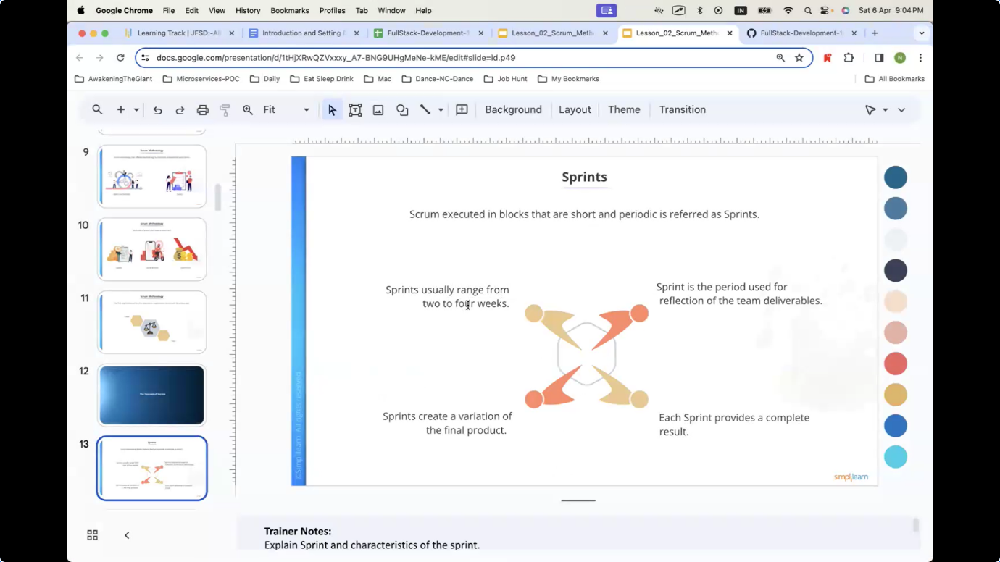 Google Chrome File Edit View History Bookmarks Profiles Tab Window Help IN Sat 6 Apr 9:04 PM
Learning Track | JFSD:-Al Introduction and Setting E FullStack-Development-1 Lesson_02_Scrum_Meth Lesson_02_Scrum_Meth FullStack-Development-1
docs.google.com/presentation/d/1tHjXRwQZVxxxy_A7-BNG9UHgMeNe-kME/edit#slide=id.p49 N
AwakeningTheGiant Microservices-POC Daily Eat Sleep Drink Mac Dance-NC-Dance Job Hunt My Bookmarks All Bookmarks
Fit Background Layout Theme Transition
9
Scrum Methodology
10
Scrum Methodology
11
Scrum Methodology
12
The Concept of Sprints
13
Sprints
Sprints
Scrum executed in blocks that are short and periodic is referred as Sprints.
Sprints usually range from
two to four weeks.
Sprint is the period used for
reflection of the team deliverables.
Sprints create a variation of
the final product.
Each Sprint provides a complete
result.
©Simplilearn. All rights reserved.
simplilearn
Trainer Notes:
Explain Sprint and characteristics of the sprint.